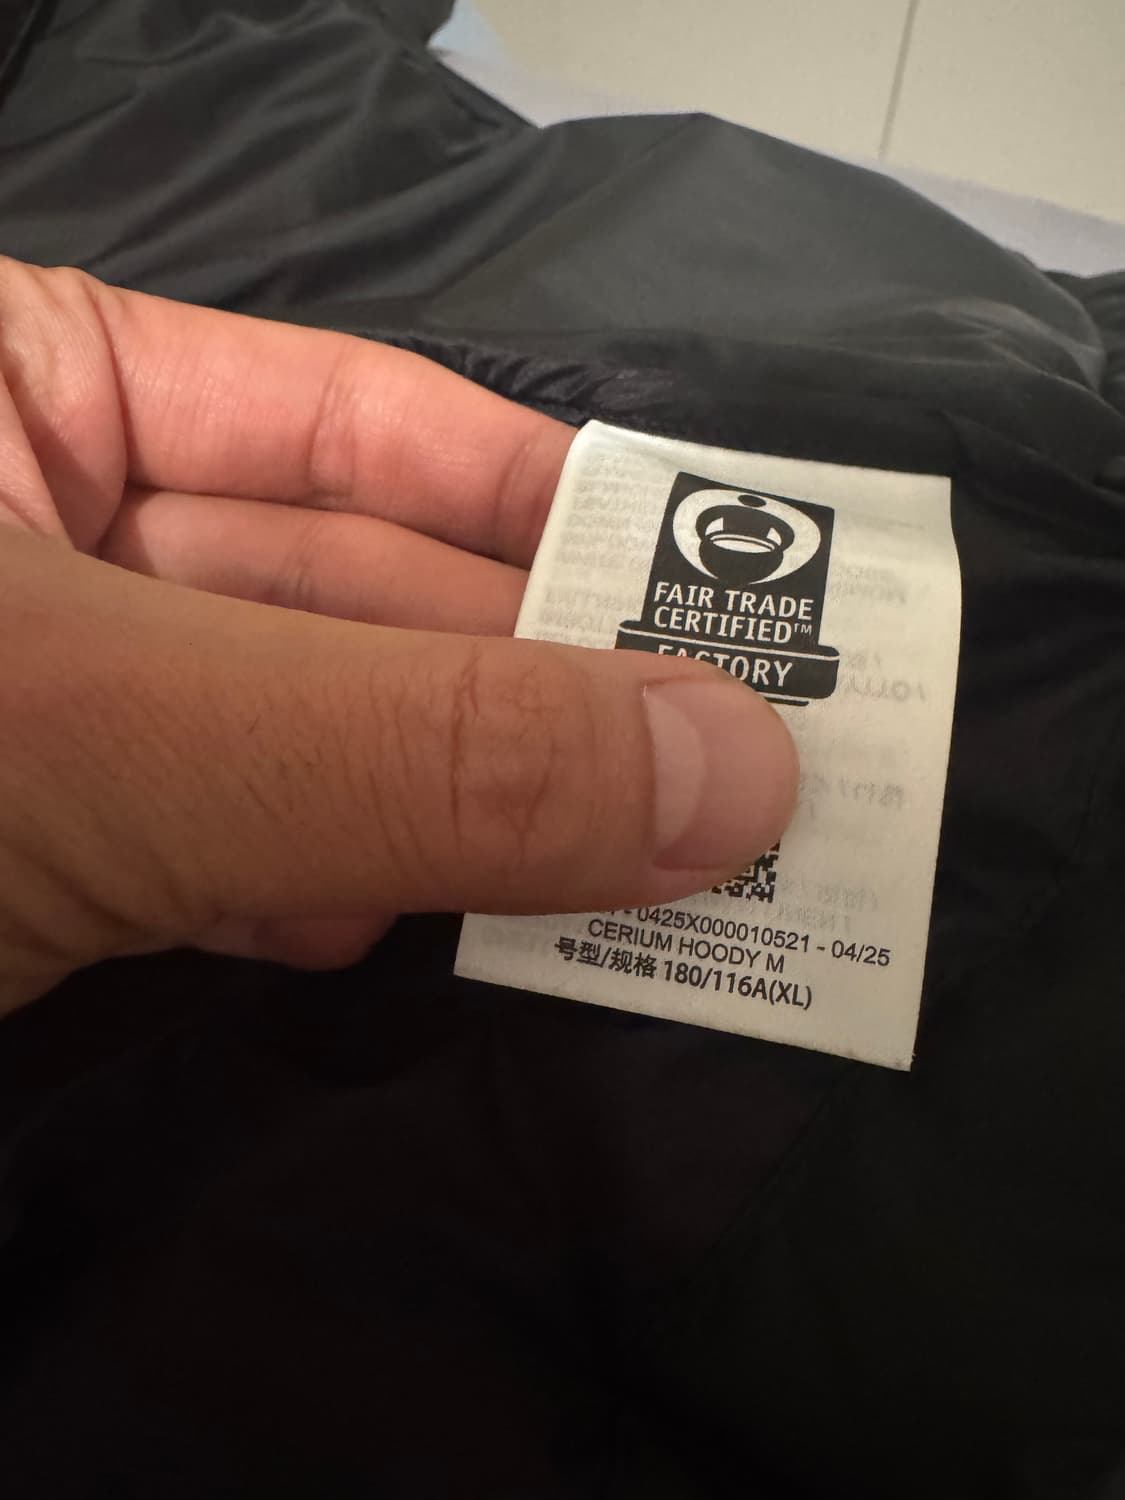 FAIR TRADE
CERTIFIED™
FACTORY
- 0425X000010521 - 04/25
CERIUM HOODY M
号型/规格 180/116A(XL)